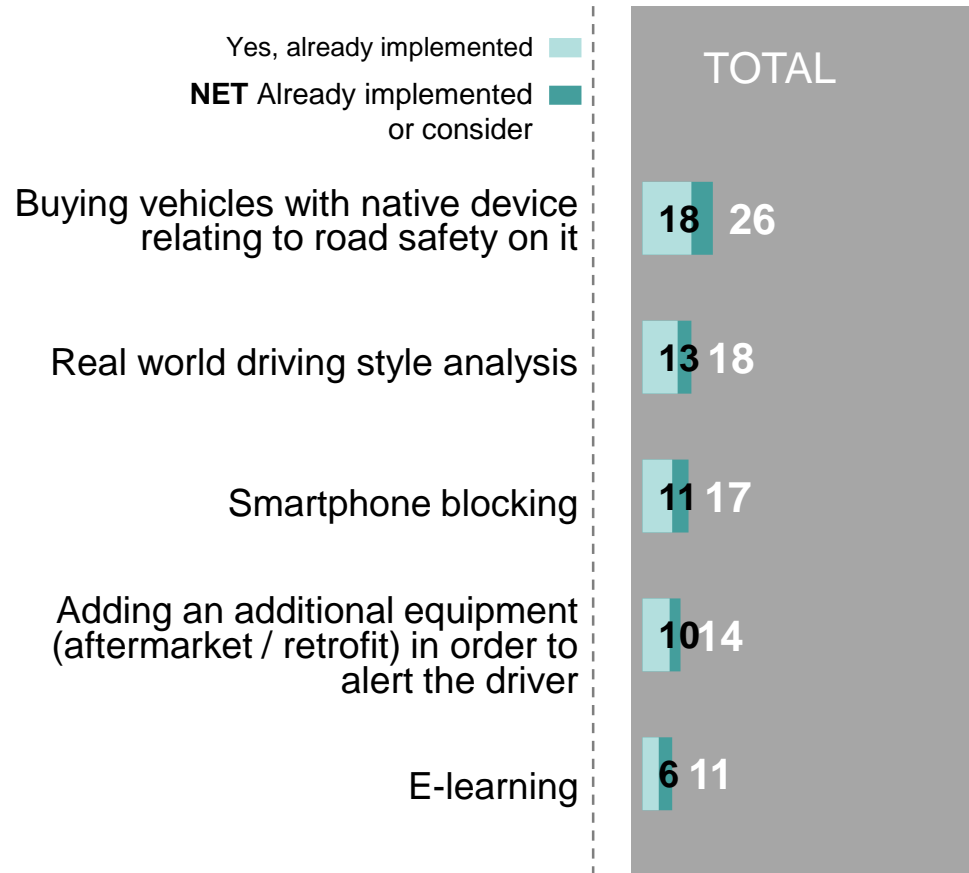 Yes, already implemented
NET Already implemented
or consider
TOTAL
Buying vehicles with native device
relating to road safety on it
18 26
Real world driving style analysis
13 18
Smartphone blocking
11 17
Adding an additional equipment
(aftermarket / retrofit) in order to
alert the driver
10 14
E-learning
6 11